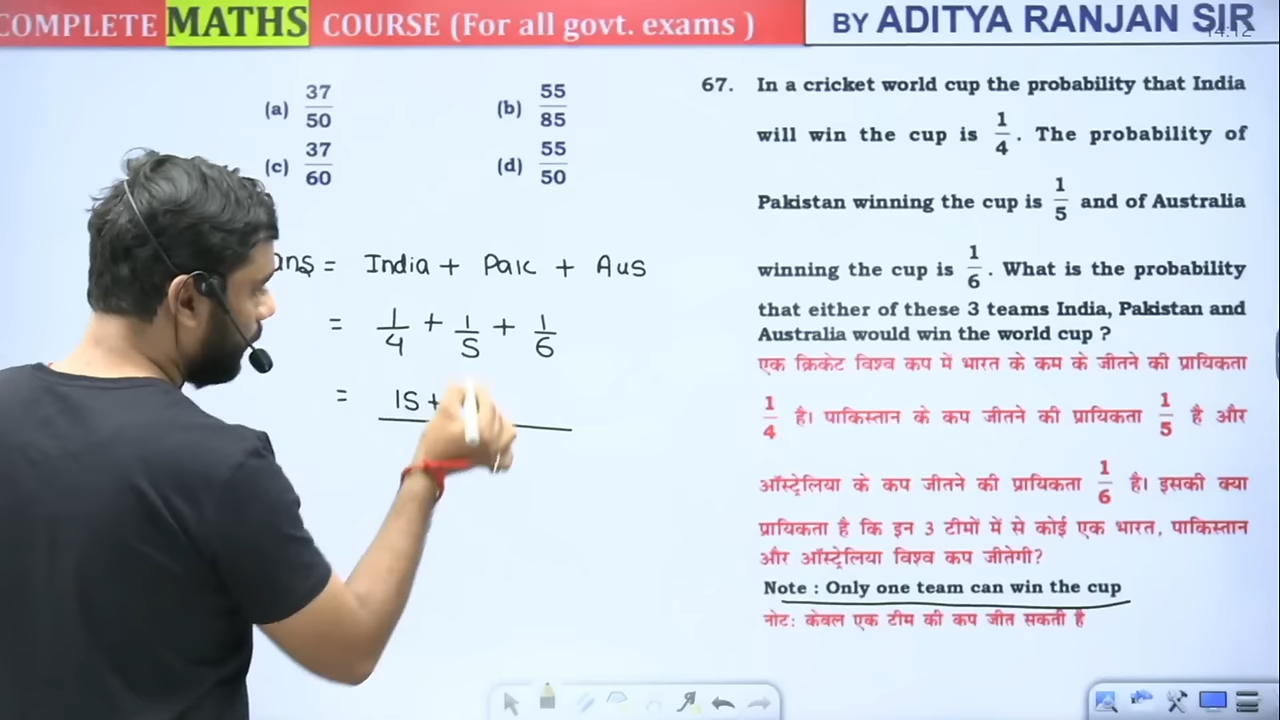 COMPLETE MATHS COURSE (For all govt. exams )
BY ADITYA RANJAN SIR
14:12
(a) 37/50 (b) 55/85
(c) 37/60 (d) 55/50
ans = India + Pak + Aus
= 1/4 + 1/5 + 1/6
= 15 +
67. In a cricket world cup the probability that India
will win the cup is 1/4. The probability of
Pakistan winning the cup is 1/5 and of Australia
winning the cup is 1/6. What is the probability
that either of these 3 teams India, Pakistan and
Australia would win the world cup ?
एक क्रिकेट विश्व कप में भारत के कम के जीतने की प्रायिकता
1/4 है। पाकिस्तान के कप जीतने की प्रायिकता 1/5 है और
ऑस्ट्रेलिया के कप जीतने की प्रायिकता 1/6 है। इसकी क्या
प्रायिकता है कि इन 3 टीमों में से कोई एक भारत, पाकिस्तान
और ऑस्ट्रेलिया विश्व कप जीतेगी?
Note : Only one team can win the cup
नोट: केवल एक टीम की कप जीत सकती है